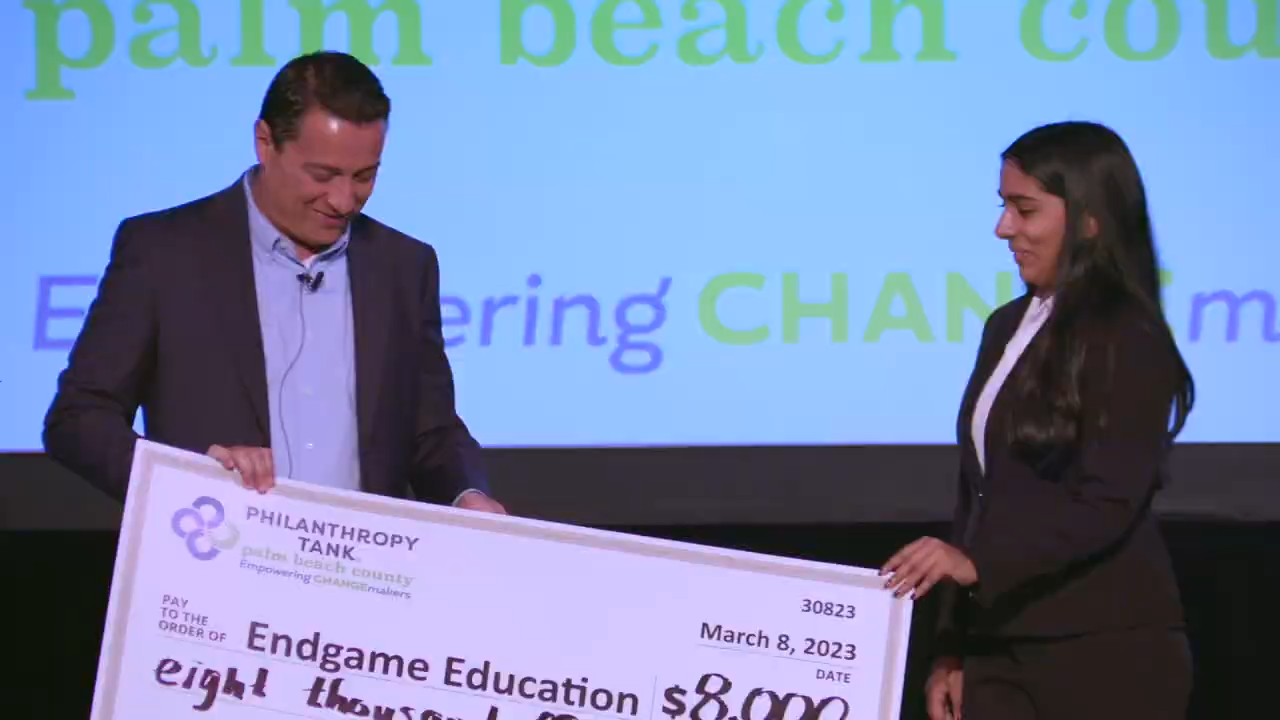 palm beach cou
E ering CHAN m
PHILANTHROPY
TANK
palm beach county
Empowering CHANGEmakers
30823
March 8, 2023
DATE
PAY
TO THE
ORDER OF
Endgame Education
$8,000
eight thousand